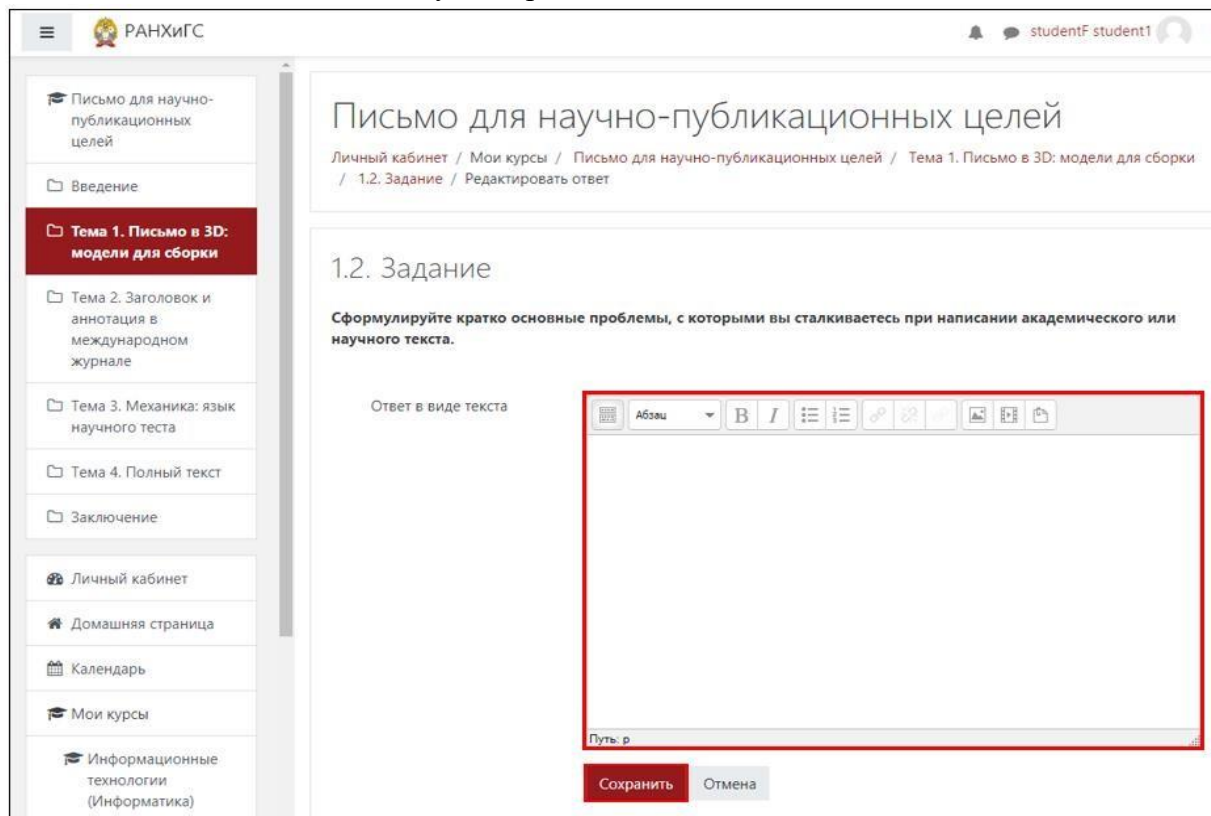 РАНХиГС
studentF student1
Письмо для научно-
публикационных
целей
Введение
Тема 1. Письмо в 3D:
модели для сборки
Тема 2. Заголовок и
аннотация в
международном
журнале
Тема 3. Механика: язык
научного теста
Тема 4. Полный текст
Заключение
Личный кабинет
Домашняя страница
Календарь
Мои курсы
Информационные
технологии
(Информатика)
Письмо для научно-публикационных целей
Личный кабинет / Мои курсы / Письмо для научно-публикационных целей / Тема 1. Письмо в 3D: модели для сборки
/ 1.2. Задание / Редактировать ответ
1.2. Задание
Сформулируйте кратко основные проблемы, с которыми вы сталкиваетесь при написании академического или
научного текста.
Ответ в виде текста
Абзац
B I
Путь: p
Сохранить Отмена